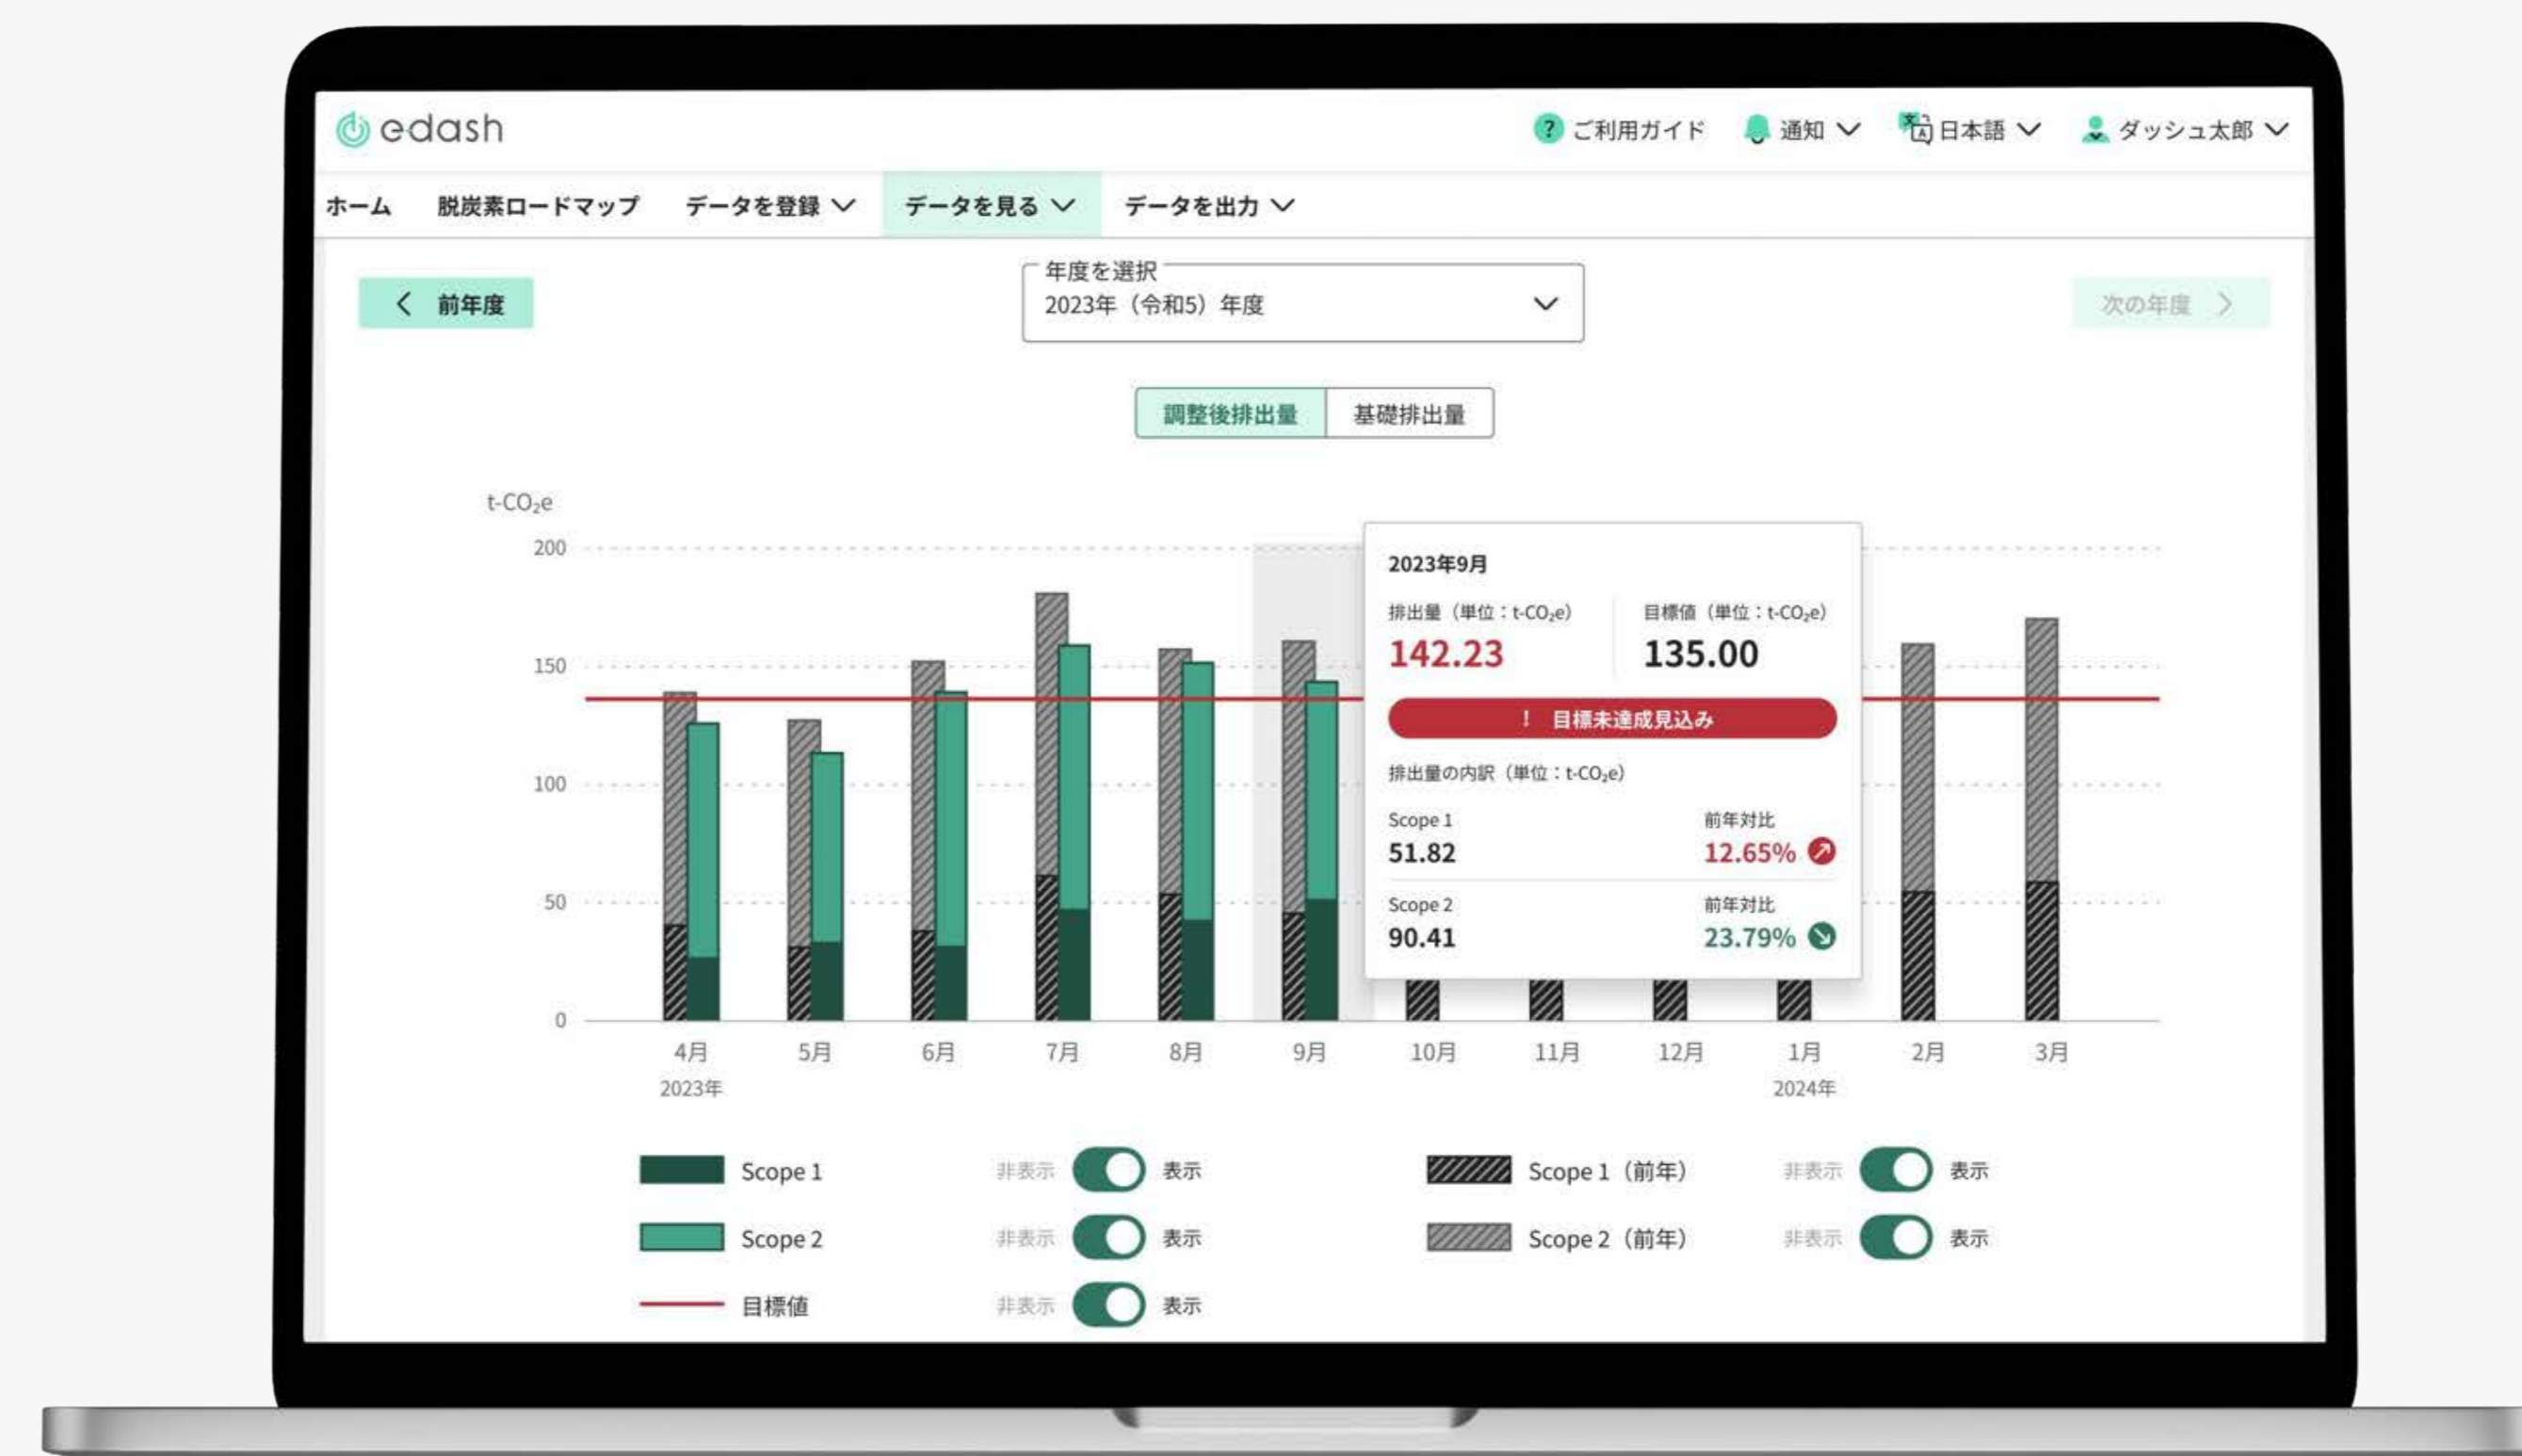 edash
ご利用ガイド 通知 日本語 ダッシュ太郎
ホーム 脱炭素ロードマップ データを登録 データを見る データを出力
前年度
年度を選択
2023年（令和5）年度
次の年度
調整後排出量 基礎排出量
t-CO₂e
200
150
100
50
0
2023年9月
排出量（単位：t-CO₂e） 目標値（単位：t-CO₂e）
142.23 135.00
! 目標未達成見込み
排出量の内訳（単位：t-CO₂e）
Scope 1 前年対比
51.82 12.65%
Scope 2 前年対比
90.41 23.79%
4月 5月 6月 7月 8月 9月 10月 11月 12月 1月 2月 3月
2023年 2024年
Scope 1 非表示 表示 Scope 1（前年） 非表示 表示
Scope 2 非表示 表示 Scope 2（前年） 非表示 表示
目標値 非表示 表示